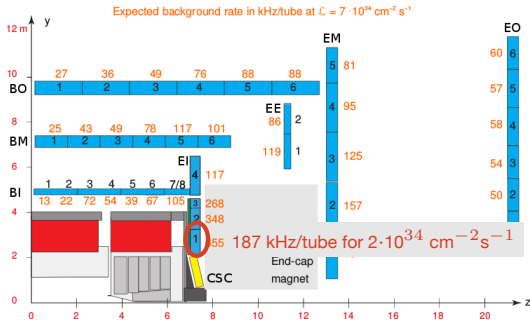 Expected background rate in kHz/tube at ℒ = 7 · 10³⁴ cm⁻² s⁻¹
12 m y
EM EO
10
27 36 49 76 88 88
BO 1 2 3 4 5 6
5 81
60 6
57 5
8
EE
86 2
4 95
58 4
25 43 49 78 117 101
BM 1 2 3 4 5 6
119 1
3 125
54 3
6
EI
4 117
1 2 3 4 5 6 7/8
BI
13 22 72 54 39 67 105
3 268
2 348
2 157
50 2
4
1 355
187 kHz/tube for 2·10³⁴ cm⁻²s⁻¹
2
End-cap
magnet
CSC
0
0 2 4 6 8 10 12 14 16 18 20 z